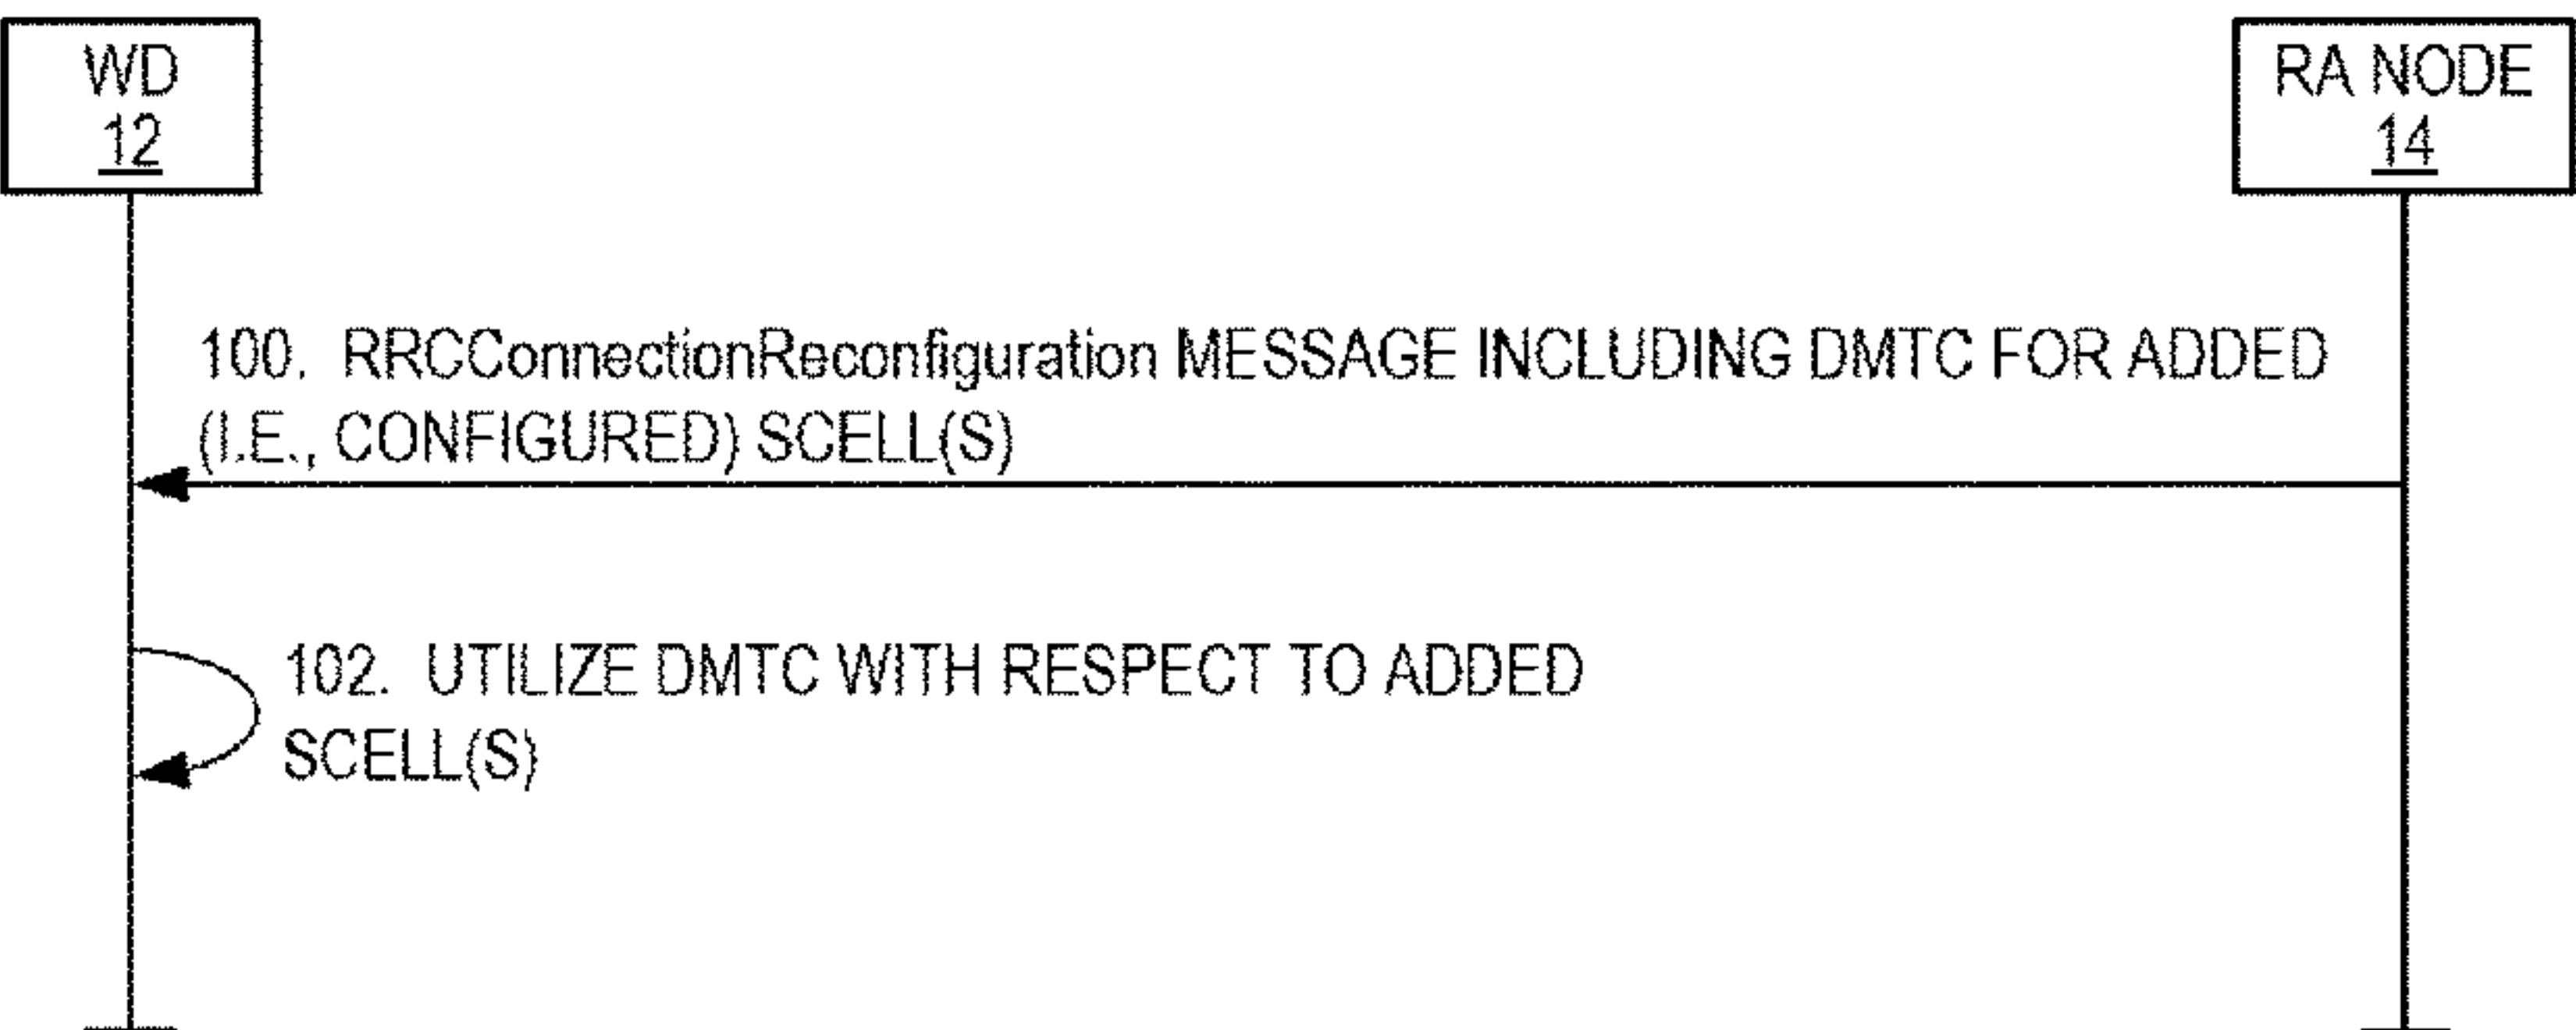 WD
12
RA NODE
14
100. RRCConnectionReconfiguration MESSAGE INCLUDING DMTC FOR ADDED
(I.E., CONFIGURED) SCELL(S)
102. UTILIZE DMTC WITH RESPECT TO ADDED
SCELL(S)